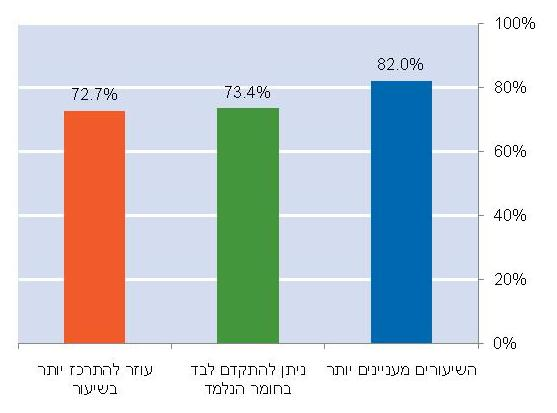 100%
82.0%
80%
73.4%
72.7%
60%
40%
20%
0%
השיעורים מעניינים יותר
ניתן להתקדם לבד
בחומר הנלמד
עוזר להתרכז יותר
בשיעור